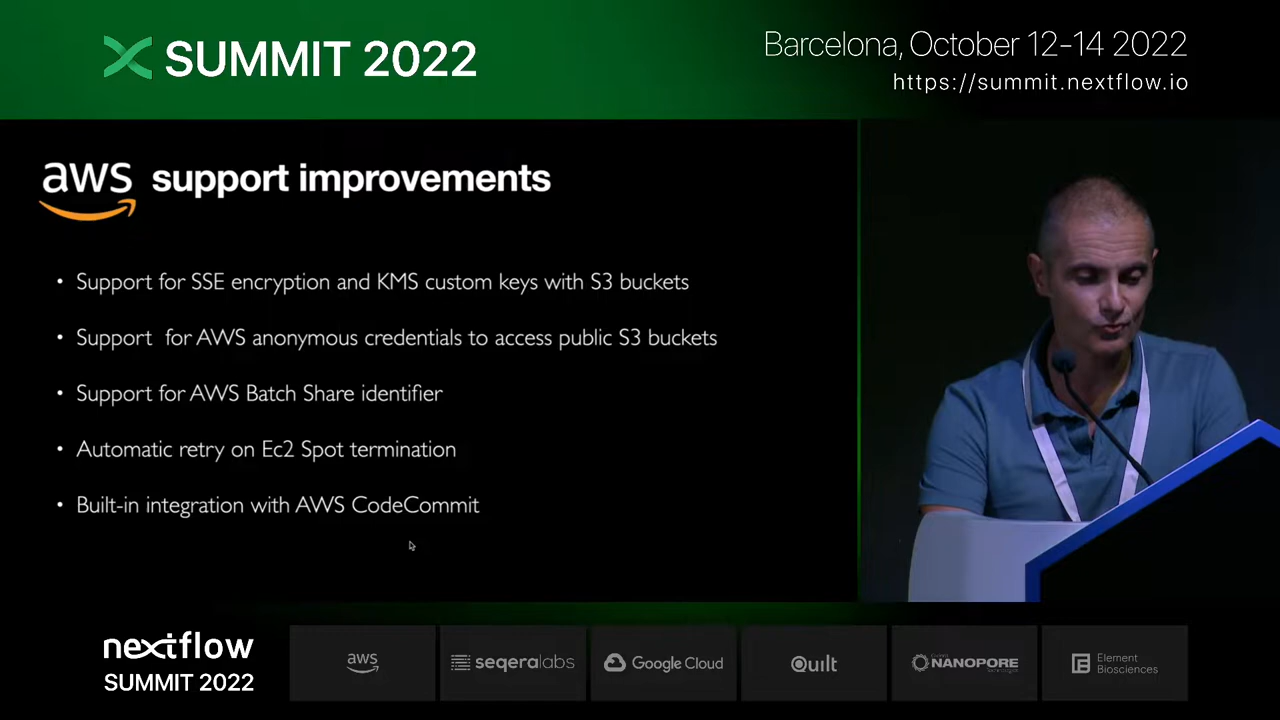 SUMMIT 2022
Barcelona, October 12-14 2022
https://summit.nextflow.io
aws support improvements
• Support for SSE encryption and KMS custom keys with S3 buckets
• Support for AWS anonymous credentials to access public S3 buckets
• Support for AWS Batch Share identifier
• Automatic retry on Ec2 Spot termination
• Built-in integration with AWS CodeCommit
nextflow
SUMMIT 2022
aws
seqeralabs
Google Cloud
Quilt
NANOPORE
Element
Biosciences